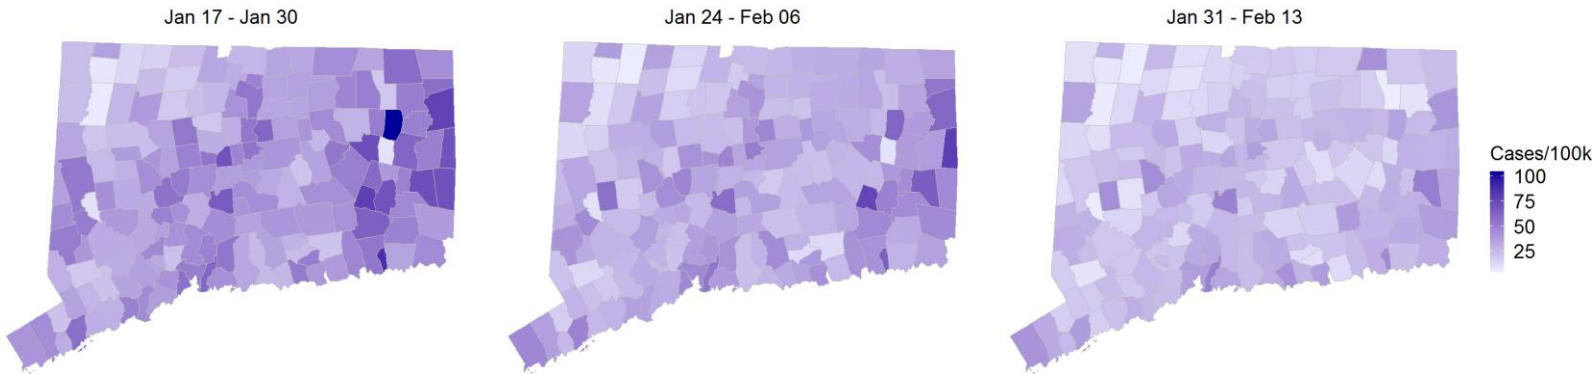 Jan 17 - Jan 30
Jan 24 - Feb 06
Jan 31 - Feb 13
Cases/100k
100
75
50
25